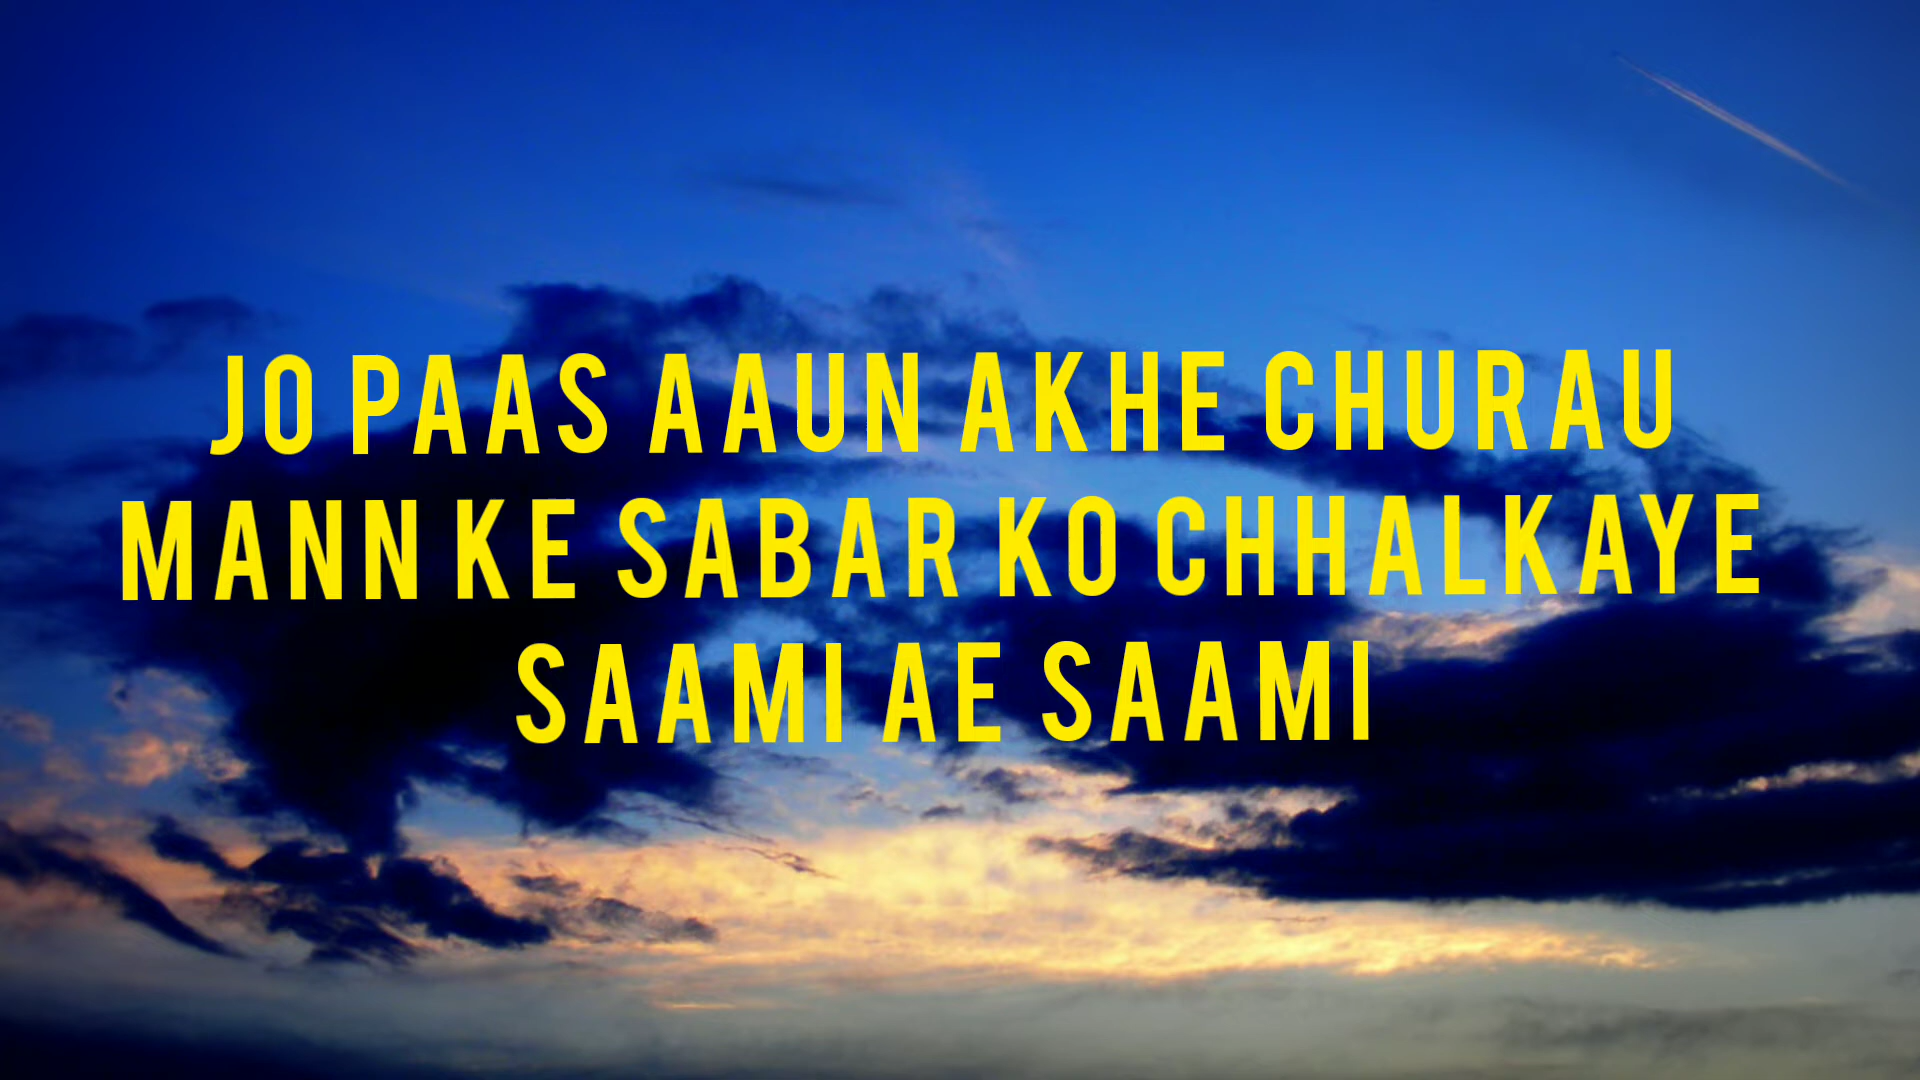 JO PAAS AAUN AKHE CHURAU
MANN KE SABAR KO CHHALKAYE
SAAMI AE SAAMI